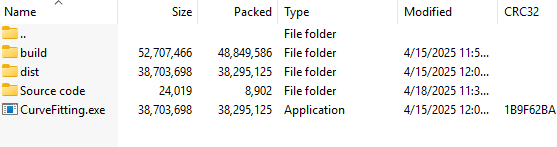 Name Size Packed Type Modified CRC32
.. File folder
build 52,707,466 48,849,586 File folder 4/15/2025 11:5...
dist 38,703,698 38,295,125 File folder 4/15/2025 12:0...
Source code 24,019 8,902 File folder 4/18/2025 11:3...
CurveFitting.exe 38,703,698 38,295,125 Application 4/15/2025 12:0... 1B9F62BA